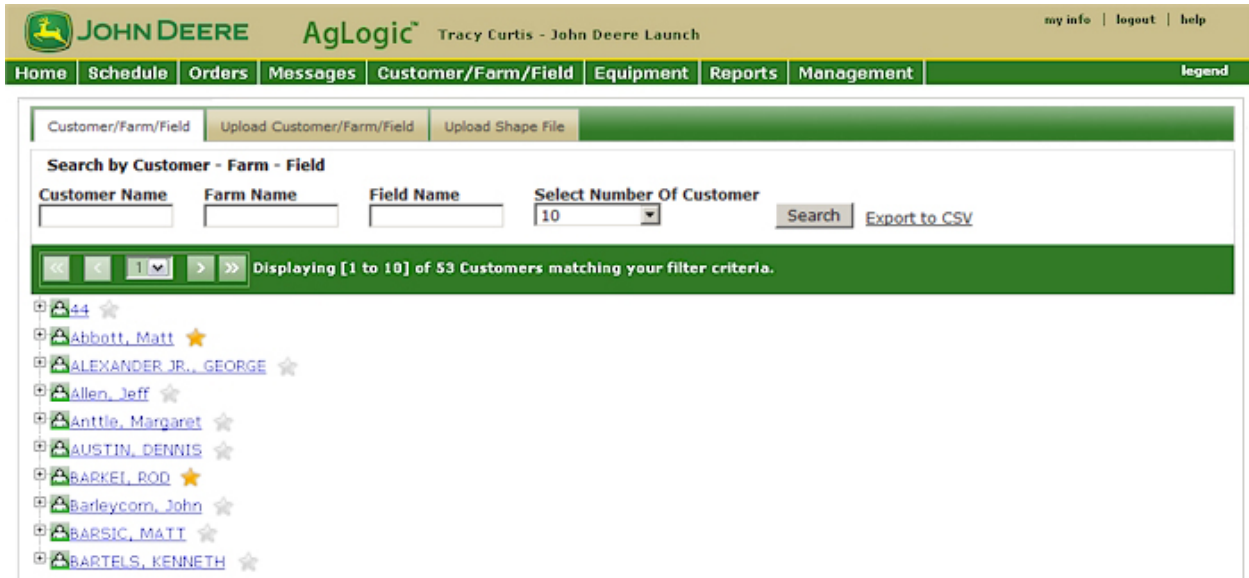 JOHN DEERE AgLogic™ Tracy Curtis - John Deere Launch my info | logout | help
Home Schedule Orders Messages Customer/Farm/Field Equipment Reports Management legend
Customer/Farm/Field Upload Customer/Farm/Field Upload Shape File
Search by Customer - Farm - Field
Customer Name Farm Name Field Name Select Number Of Customer
10 Search Export to CSV
<< < 1 > >> Displaying [1 to 10] of 53 Customers matching your filter criteria.
44
Abbott, Matt
ALEXANDER JR., GEORGE
Allen, Jeff
Anttle, Margaret
AUSTIN, DENNIS
BARKEI, ROD
Barleycorn, John
BARSIC, MATT
BARTELS, KENNETH